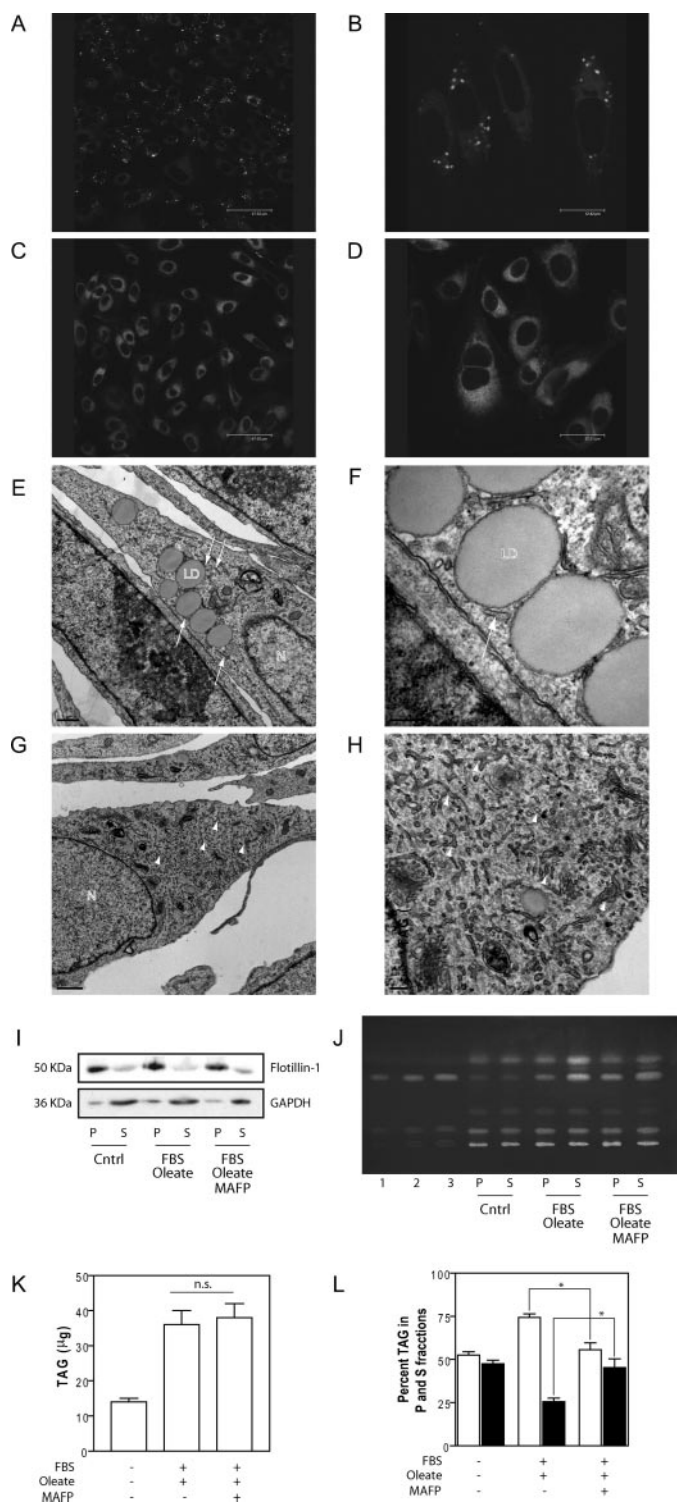 A
B
C
D
E
F
LD
N
LD
G
H
N
I
J
50 KDa
Flotillin-1
36 KDa
GAPDH
P S P S P S
Cntrl FBS FBS
Oleate Oleate
MAFP
1 2 3 P S P S P S
Cntrl FBS FBS
Oleate Oleate
MAFP
K
n.s.
TAG (µg)
50
40
30
20
10
0
FBS - + +
Oleate - + +
MAFP - +
L
* *
Percent TAG in
P and S fracctions
100
75
50
25
0
FBS - + +
Oleate - + +
MAFP - +